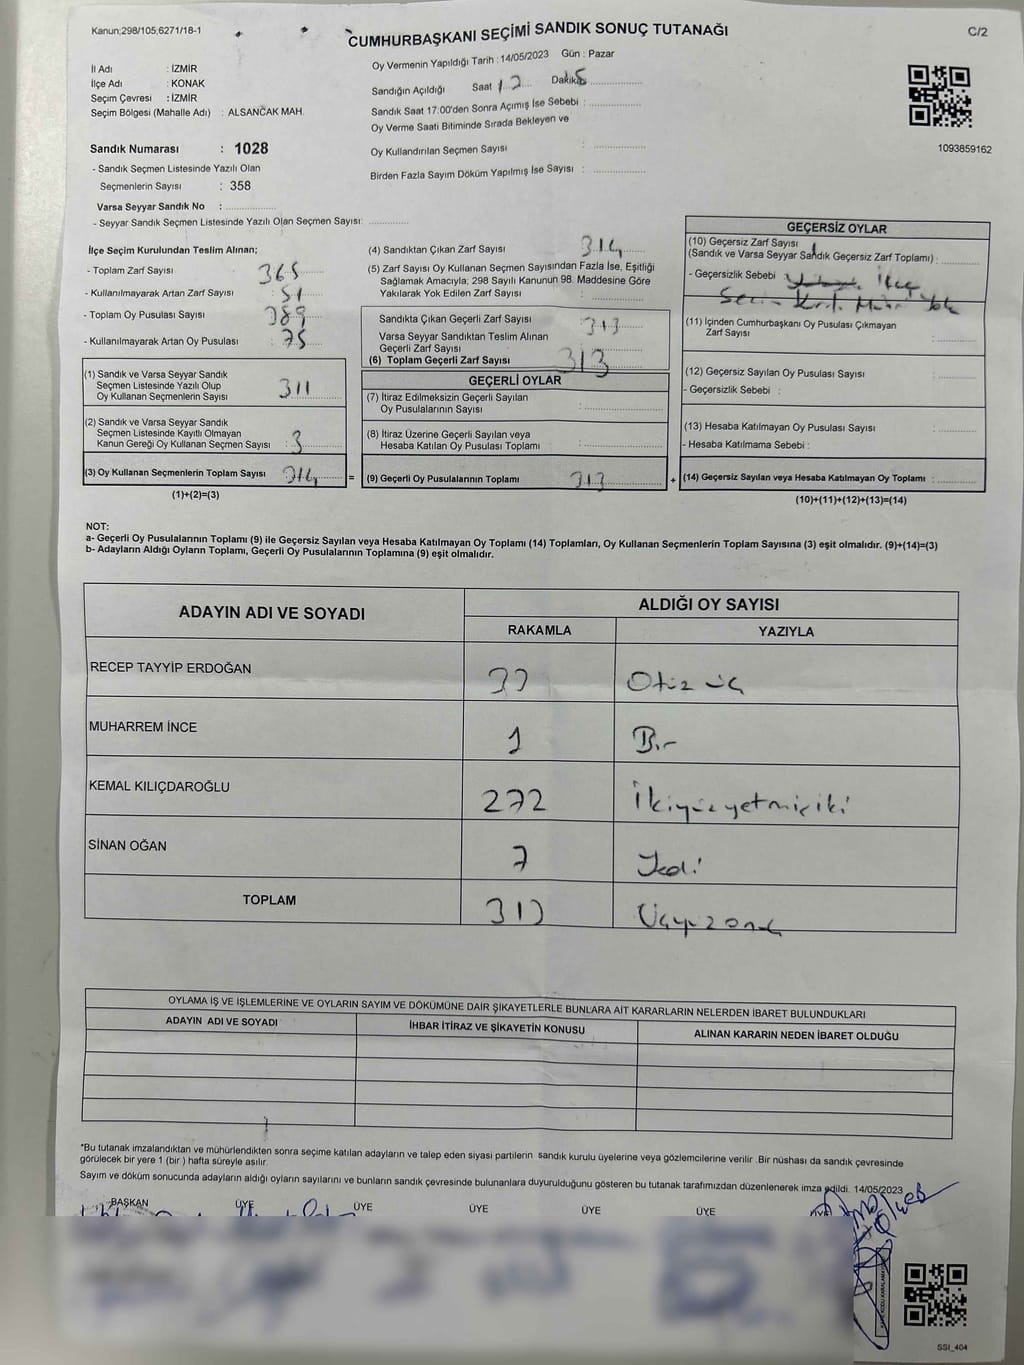 Kanun;298/105;6271/18-1
CUMHURBAŞKANI SEÇİMİ SANDIK SONUÇ TUTANAĞI
C/2
İl Adı : İZMİR
İlçe Adı : KONAK
Seçim Çevresi : İZMİR
Seçim Bölgesi (Mahalle Adı) : ALSANCAK MAH.
Oy Vermenin Yapıldığı Tarih : 14/05/2023 Gün : Pazar
Sandığın Açıldığı Saat Dakika
Sandık Saat 17.00'den Sonra Açımış İse Sebebi :
Oy Verme Saati Bitiminde Sırada Bekleyen ve
Oy Kullandırılan Seçmen Sayısı :
Birden Fazla Sayım Döküm Yapılmış İse Sayısı :
1093859162
Sandık Numarası : 1028
- Sandık Seçmen Listesinde Yazılı Olan
Seçmenlerin Sayısı : 358
Varsa Seyyar Sandık No :
- Seyyar Sandık Seçmen Listesinde Yazılı Olan Seçmen Sayısı:
İlçe Seçim Kurulundan Teslim Alınan;
- Toplam Zarf Sayısı : 365
- Kullanılmayarak Artan Zarf Sayısı : 51
- Toplam Oy Pusulası Sayısı : 389
- Kullanılmayarak Artan Oy Pusulası : 75
(1) Sandık ve Varsa Seyyar Sandık
Seçmen Listesinde Yazılı Olup
Oy Kullanan Seçmenlerin Sayısı : 311
(2) Sandık ve Varsa Seyyar Sandık
Seçmen Listesinde Kayıtlı Olmayan
Kanun Gereği Oy Kullanan Seçmen Sayısı : 3
(3) Oy Kullanan Seçmenlerin Toplam Sayısı 314 =
(1)+(2)=(3)
(4) Sandıktan Çıkan Zarf Sayısı : 314
(5) Zarf Sayısı Oy Kullanan Seçmen Sayısından Fazla İse, Eşitliği
Sağlamak Amacıyla; 298 Sayılı Kanunun 98. Maddesine Göre
Yakılarak Yok Edilen Zarf Sayısı :
Sandıkta Çıkan Geçerli Zarf Sayısı : 313
Varsa Seyyar Sandıktan Teslim Alınan
Geçerli Zarf Sayısı :
(6) Toplam Geçerli Zarf Sayısı : 313
GEÇERLİ OYLAR
(7) İtiraz Edilmeksizin Geçerli Sayılan
Oy Pusulalarının Sayısı :
(8) İtiraz Üzerine Geçerli Sayılan veya
Hesaba Katılan Oy Pusulası Toplamı :
(9) Geçerli Oy Pusulalarının Toplamı : 313 +
GEÇERSİZ OYLAR
(10) Geçersiz Zarf Sayısı
(Sandık ve Varsa Seyyar Sandık Geçersiz Zarf Toplamı) : 1
- Geçersizlik Sebebi : İlçe
(11) İçinden Cumhurbaşkanı Oy Pusulası Çıkmayan
Zarf Sayısı :
(12) Geçersiz Sayılan Oy Pusulası Sayısı :
- Geçersizlik Sebebi :
(13) Hesaba Katılmayan Oy Pusulası Sayısı :
- Hesaba Katılmama Sebebi :
(14) Geçersiz Sayılan veya Hesaba Katılmayan Oy Toplamı :
(10)+(11)+(12)+(13)=(14)
NOT:
a- Geçerli Oy Pusulalarının Toplamı (9) ile Geçersiz Sayılan veya Hesaba Katılmayan Oy Toplamı (14) Toplamları, Oy Kullanan Seçmenlerin Toplam Sayısına (3) eşit olmalıdır. (9)+(14)=(3)
b- Adayların Aldığı Oyların Toplamı, Geçerli Oy Pusulalarının Toplamına (9) eşit olmalıdır.
ADAYIN ADI VE SOYADI
ALDIĞI OY SAYISI
RAKAMLA YAZIYLA
RECEP TAYYİP ERDOĞAN 33 Otüz üç
MUHARREM İNCE 1 Bir
KEMAL KILIÇDAROĞLU 272 İkiyüzyetmişiki
SİNAN OĞAN 7 Yedi
TOPLAM 313 Üçyüzonüç
OYLAMA İŞ VE İŞLEMLERİNE VE OYLARIN SAYIM VE DÖKÜMÜNE DAİR ŞİKAYETLERLE BUNLARA AİT KARARLARIN NELERDEN İBARET BULUNDUKLARI
ADAYIN ADI VE SOYADI İHBAR İTİRAZ VE ŞİKAYETİN KONUSU ALINAN KARARIN NEDEN İBARET OLDUĞU
*Bu tutanak imzalandıktan ve mühürlendikten sonra seçime katılan adayların ve talep eden siyasi partilerin sandık kurulu üyelerine veya gözlemcilerine verilir .Bir nüshası da sandık çevresinde
görülecek bir yere 1 (bir ) hafta süreyle asılır.
Sayım ve döküm sonucunda adayların aldığı oyların sayılarını ve bunların sandık çevresinde bulunanlara duyurulduğunu gösteren bu tutanak tarafımızdan düzenlenerek imza edildi. 14/05/2023
BAŞKAN ÜYE ÜYE ÜYE ÜYE ÜYE
SSI_404